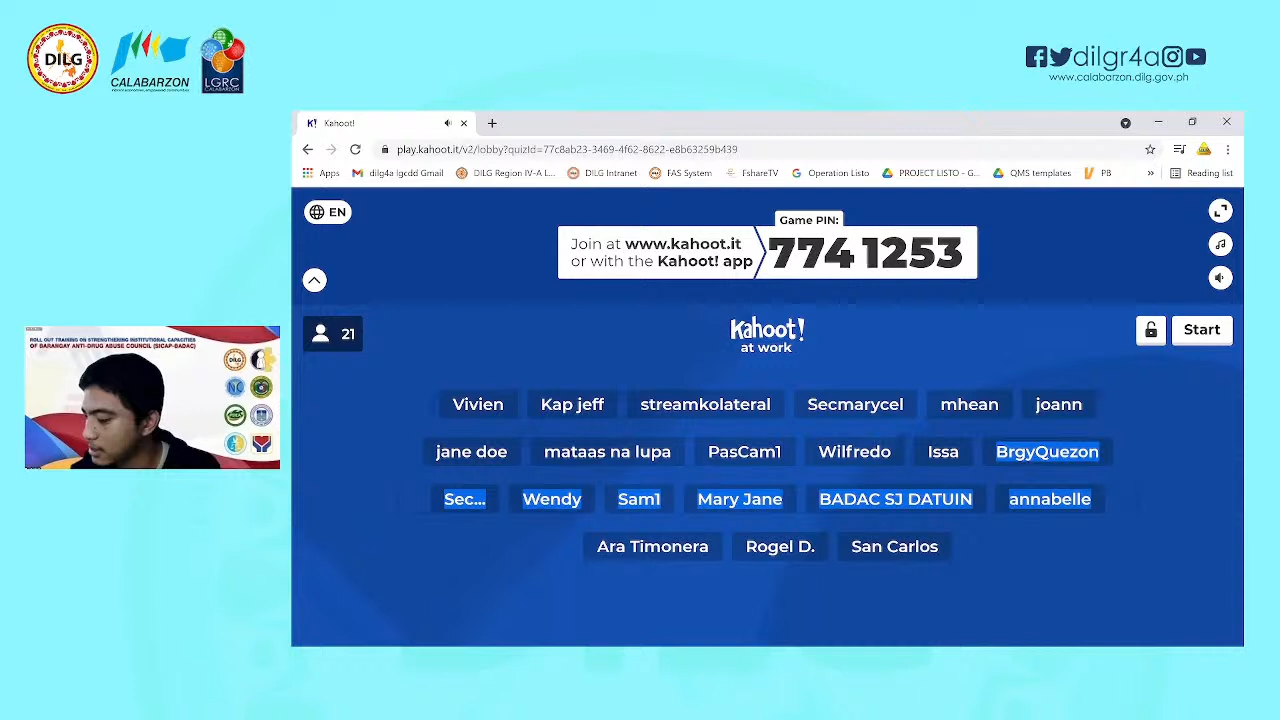 DILG
CALABARZON
LGRC
CALABARZON
dilgr4a
www.calabarzon.dilg.gov.ph
K! Kahoot!
play.kahoot.it/v2/lobby?quizId=77c8ab23-3469-4f62-8622-e8b63259b439
Apps dilg4a lgcdd Gmail DILG Region IV-A L... DILG Intranet FAS System FshareTV Operation Listo PROJECT LISTO - G... QMS templates PB » Reading list
EN
Game PIN:
Join at www.kahoot.it
or with the Kahoot! app
774 1253
21
Kahoot!
at work
Start
Vivien Kap jeff streamkolateral Secmarycel mhean joann
jane doe mataas na lupa PasCam1 Wilfredo Issa BrgyQuezon
Sec... Wendy Sam1 Mary Jane BADAC SJ DATUIN annabelle
Ara Timonera Rogel D. San Carlos
ROLL OUT TRAINING ON STRENGTHENING INSTITUTIONAL CAPACITIES
OF BARANGAY ANTI-DRUG ABUSE COUNCIL (SICAP-BADAC)